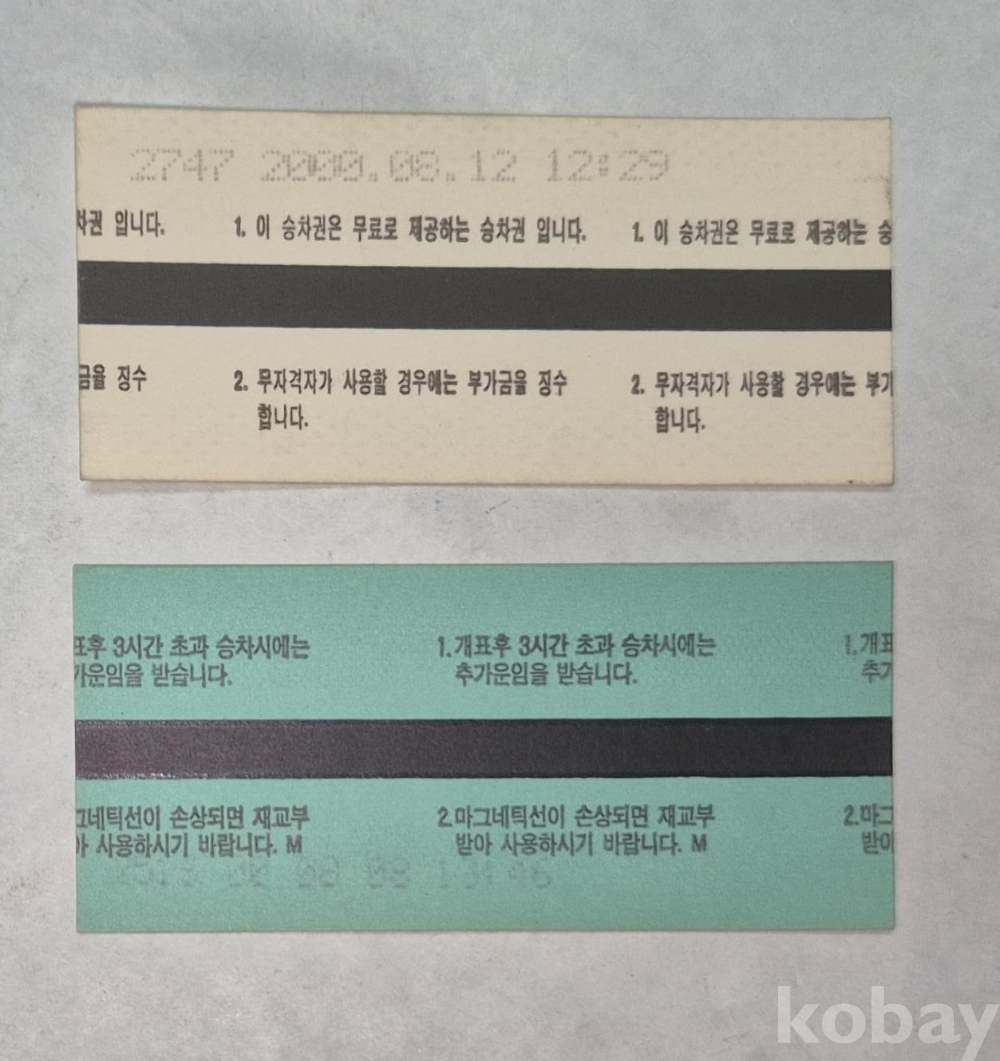 2747 2000.08.12 12:29
차권 입니다. 1. 이 승차권은 무료로 제공하는 승차권 입니다. 1. 이 승차권은 무료로 제공하는 승
금을 징수 2. 무자격자가 사용할 경우에는 부가금을 징수 2. 무자격자가 사용할 경우에는 부가
합니다. 합니다.
표후 3시간 초과 승차시에는 1. 개표후 3시간 초과 승차시에는 1. 개표
가운임을 받습니다. 추가운임을 받습니다. 추가
그네틱선이 손상되면 재교부 2. 마그네틱선이 손상되면 재교부 2. 마그
아 사용하시기 바랍니다. M 받아 사용하시기 바랍니다. M 받아
kobay